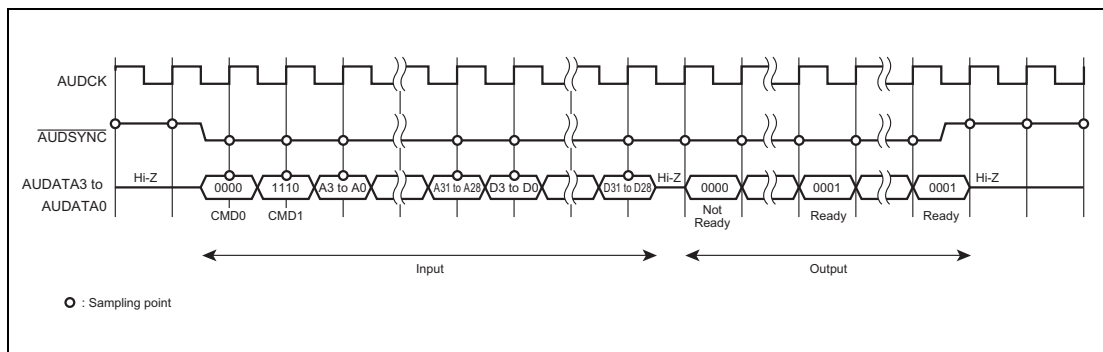 AUDCK
AUDSYNC
AUDATA3 to
AUDATA0
Hi-Z
0000
1110
A3 to A0
A31 to A28
D3 to D0
D31 to D28
Hi-Z
0000
0001
0001
Hi-Z
CMD0
CMD1
Not
Ready
Ready
Ready
Input
Output
: Sampling point